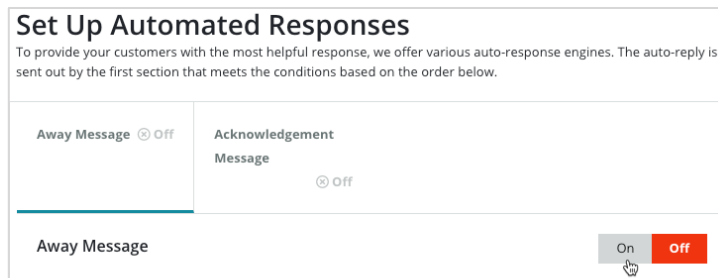 Set Up Automated Responses
To provide your customers with the most helpful response, we offer various auto-response engines. The auto-reply is
sent out by the first section that meets the conditions based on the order below.
Away Message Off
Acknowledgement
Message
Off
Away Message
On Off